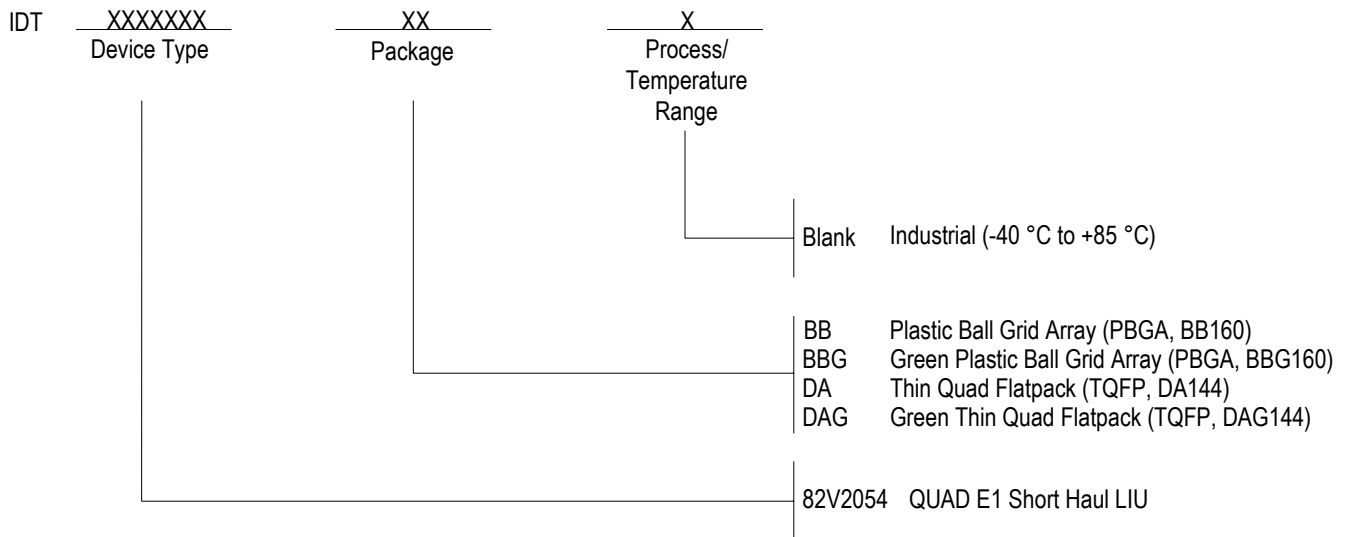 IDT XXXXXXX XX X
Device Type Package Process/
Temperature
Range
Blank Industrial (-40 °C to +85 °C)
BB Plastic Ball Grid Array (PBGA, BB160)
BBG Green Plastic Ball Grid Array (PBGA, BBG160)
DA Thin Quad Flatpack (TQFP, DA144)
DAG Green Thin Quad Flatpack (TQFP, DAG144)
82V2054 QUAD E1 Short Haul LIU